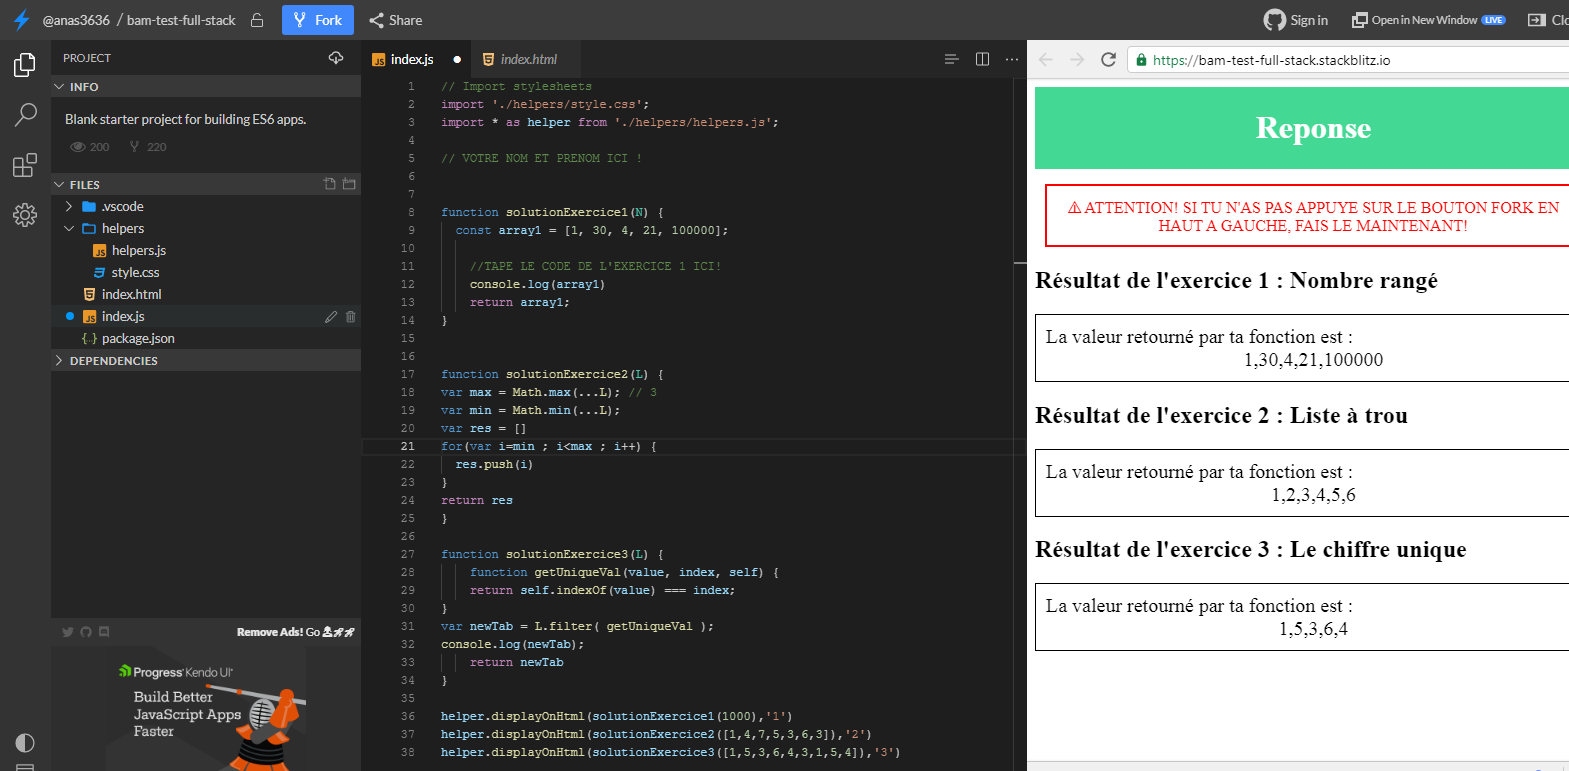 @anas3636 / bam-test-full-stack Fork Share Sign in Open in New Window LIVE Clo
PROJECT
INFO
Blank starter project for building ES6 apps.
200 220
FILES
.vscode
helpers
helpers.js
style.css
index.html
index.js
package.json
DEPENDENCIES
Remove Ads! Go
Progress Kendo UI
Build Better
JavaScript Apps
Faster
index.js index.html
1 // Import stylesheets
2 import './helpers/style.css';
3 import * as helper from './helpers/helpers.js';
4
5 // VOTRE NOM ET PRENOM ICI !
6
7
8 function solutionExercice1(N) {
9 const array1 = [1, 30, 4, 21, 100000];
10
11 //TAPE LE CODE DE L'EXERCICE 1 ICI!
12 console.log(array1)
13 return array1;
14 }
15
16
17 function solutionExercice2(L) {
18 var max = Math.max(...L); // 3
19 var min = Math.min(...L);
20 var res = []
21 for(var i=min ; i<max ; i++) {
22 res.push(i)
23 }
24 return res
25 }
26
27 function solutionExercice3(L) {
28 function getUniqueVal(value, index, self) {
29 return self.indexOf(value) === index;
30 }
31 var newTab = L.filter( getUniqueVal );
32 console.log(newTab);
33 return newTab
34 }
35
36 helper.displayOnHtml(solutionExercice1(1000),'1')
37 helper.displayOnHtml(solutionExercice2([1,4,7,5,3,6,3]),'2')
38 helper.displayOnHtml(solutionExercice3([1,5,3,6,4,3,1,5,4]),'3')
https://bam-test-full-stack.stackblitz.io
Reponse
⚠ ATTENTION! SI TU N'AS PAS APPUYE SUR LE BOUTON FORK EN
HAUT A GAUCHE, FAIS LE MAINTENANT!
Résultat de l'exercice 1 : Nombre rangé
La valeur retourné par ta fonction est :
1,30,4,21,100000
Résultat de l'exercice 2 : Liste à trou
La valeur retourné par ta fonction est :
1,2,3,4,5,6
Résultat de l'exercice 3 : Le chiffre unique
La valeur retourné par ta fonction est :
1,5,3,6,4